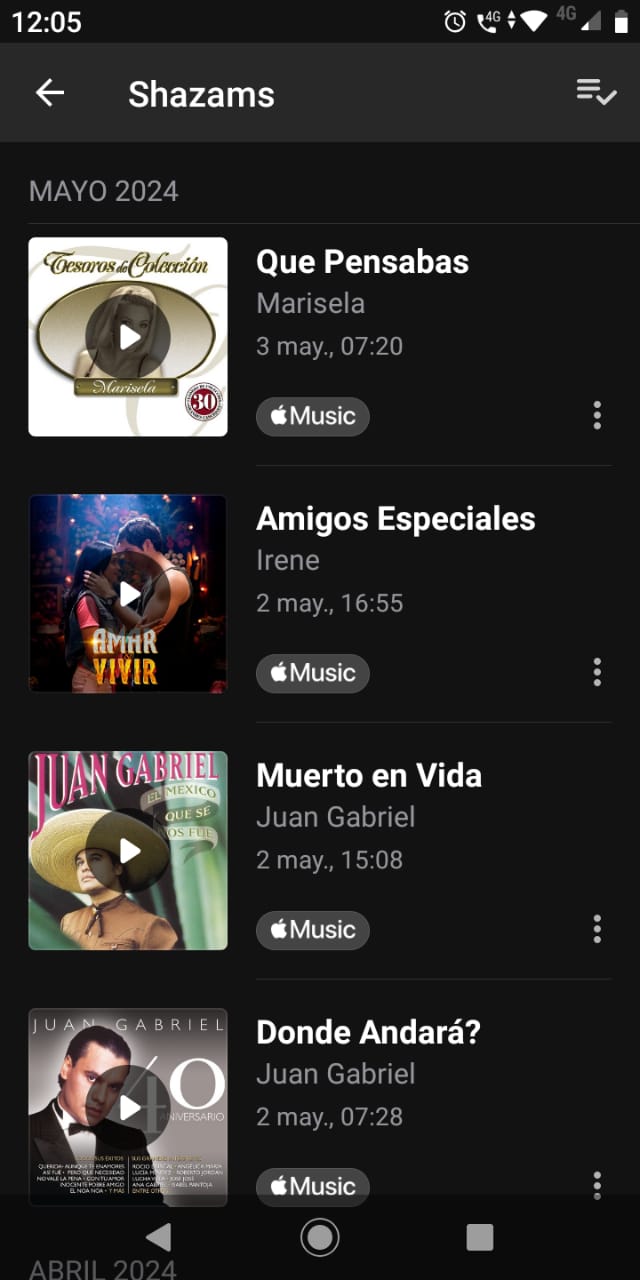 12:05
4G
4G
Shazams
MAYO 2024
Tesoros de Colección
Marisela
30
Que Pensabas
Marisela
3 may., 07:20
Music
AMAR
VIVIR
Amigos Especiales
Irene
2 may., 16:55
Music
JUAN GABRIEL
EL MEXICO
QUE SE
NOS FUE
Muerto en Vida
Juan Gabriel
2 may., 15:08
Music
JUAN GABRIEL
40
ANIVERSARIO
Donde Andará?
Juan Gabriel
2 may., 07:28
Music
ABRIL 2024